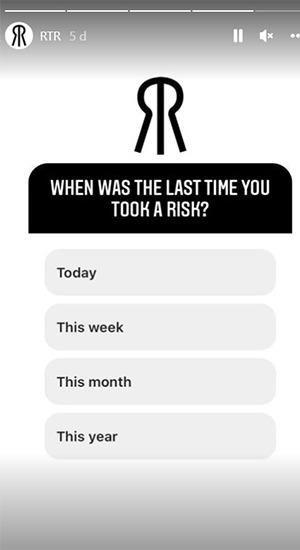 RTR 5 d
WHEN WAS THE LAST TIME YOU
TOOK A RISK?
Today
This week
This month
This year